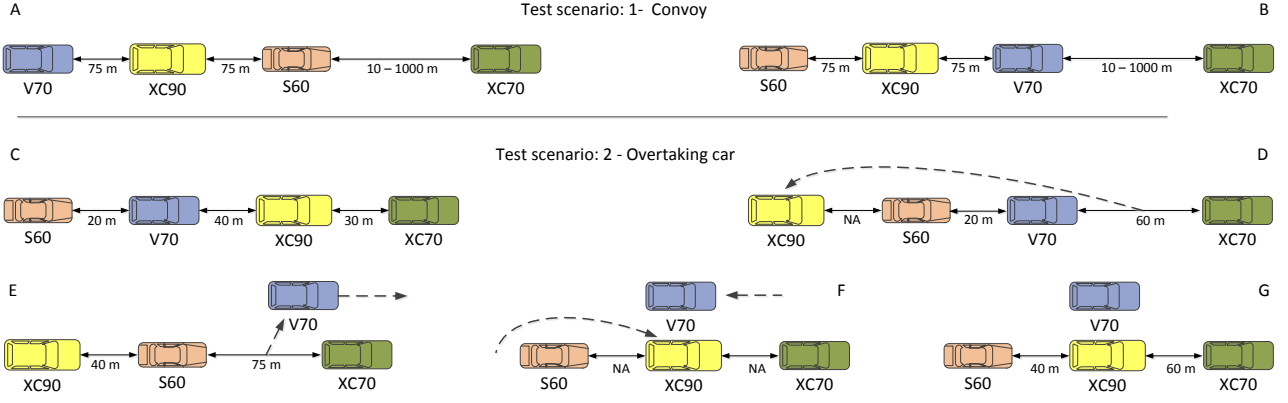 A
Test scenario: 1- Convoy
B
75 m
75 m
10 – 1000 m
75 m
75 m
10 – 1000 m
V70
XC90
S60
XC70
S60
XC90
V70
XC70
C
Test scenario: 2 - Overtaking car
D
20 m
40 m
30 m
NA
20 m
60 m
S60
V70
XC90
XC70
XC90
S60
V70
XC70
E
F
G
V70
V70
V70
40 m
75 m
NA
NA
40 m
60 m
XC90
S60
XC70
S60
XC90
XC70
S60
XC90
XC70